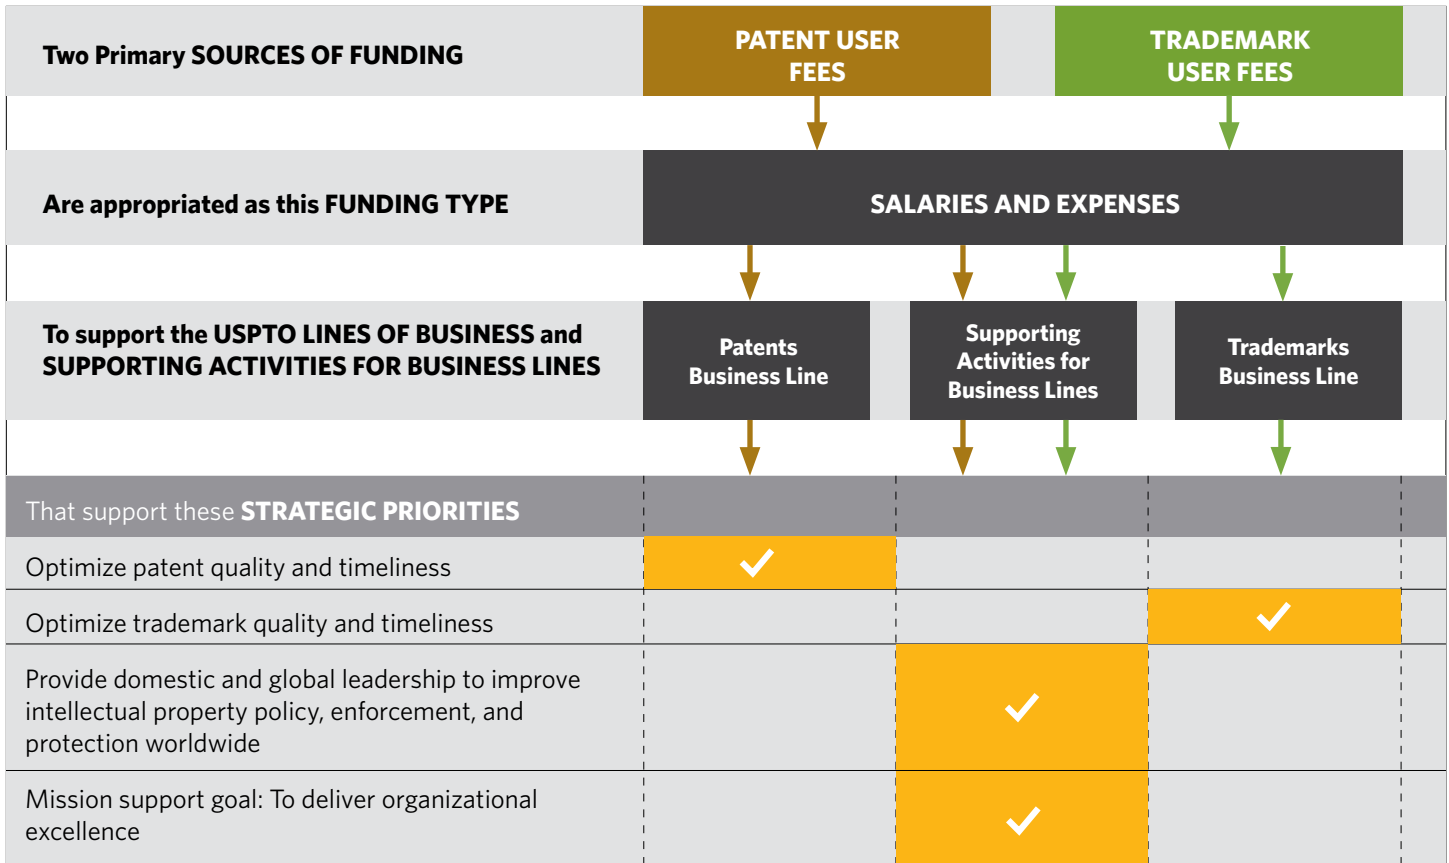 Two Primary SOURCES OF FUNDING
PATENT USER
FEES
TRADEMARK
USER FEES
Are appropriated as this FUNDING TYPE
SALARIES AND EXPENSES
To support the USPTO LINES OF BUSINESS and
SUPPORTING ACTIVITIES FOR BUSINESS LINES
Patents
Business Line
Supporting
Activities for
Business Lines
Trademarks
Business Line
That support these STRATEGIC PRIORITIES
Optimize patent quality and timeliness
Optimize trademark quality and timeliness
Provide domestic and global leadership to improve
intellectual property policy, enforcement, and
protection worldwide
Mission support goal: To deliver organizational
excellence